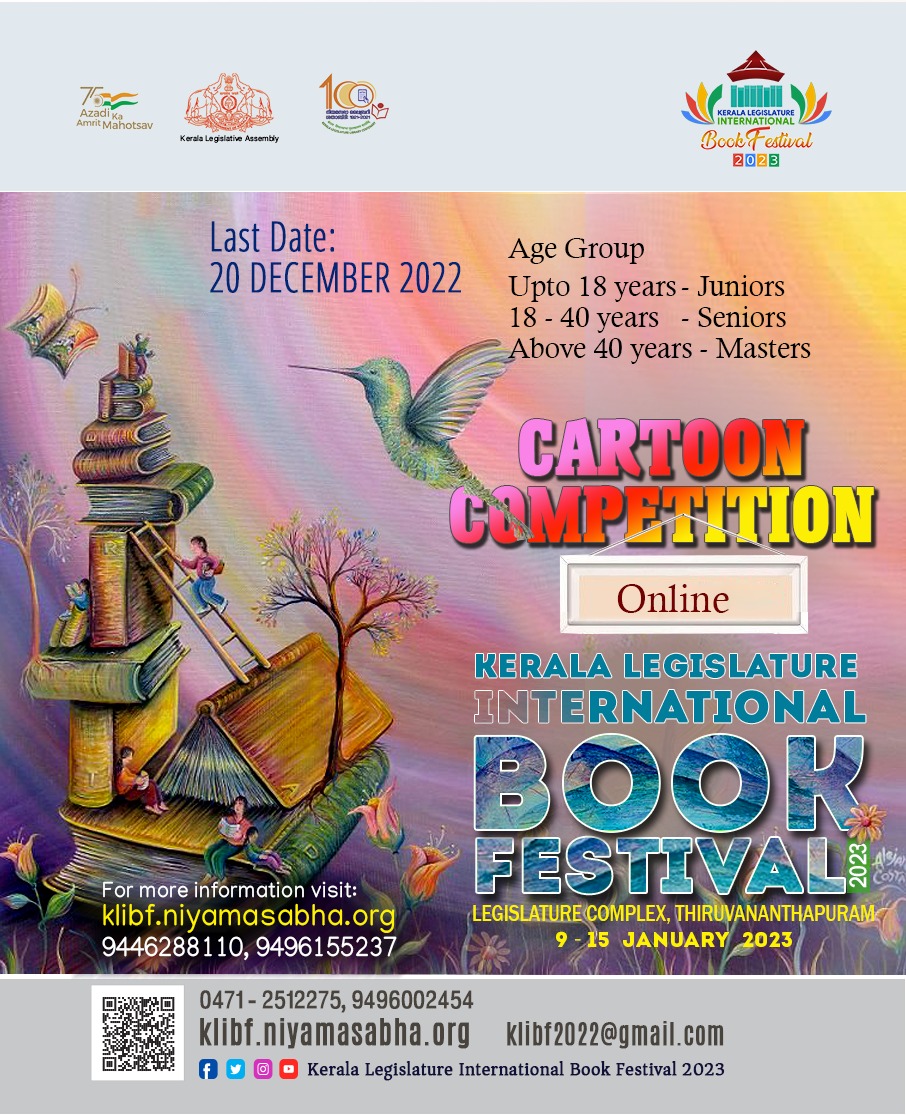 75
Azadi Ka
Amrit Mahotsav
Kerala Legislative Assembly
100
KERALA LEGISLATURE
INTERNATIONAL
Book Festival
2023
Last Date:
20 DECEMBER 2022
Age Group
Upto 18 years - Juniors
18 - 40 years - Seniors
Above 40 years - Masters
CARTOON
COMPETITION
Online
KERALA LEGISLATURE
INTERNATIONAL
BOOK
FESTIVAL 2023
LEGISLATURE COMPLEX, THIRUVANANTHAPURAM
9 - 15 JANUARY 2023
For more information visit:
klibf.niyamasabha.org
9446288110, 9496155237
0471 - 2512275, 9496002454
klibf.niyamasabha.org klibf2022@gmail.com
Kerala Legislature International Book Festival 2023